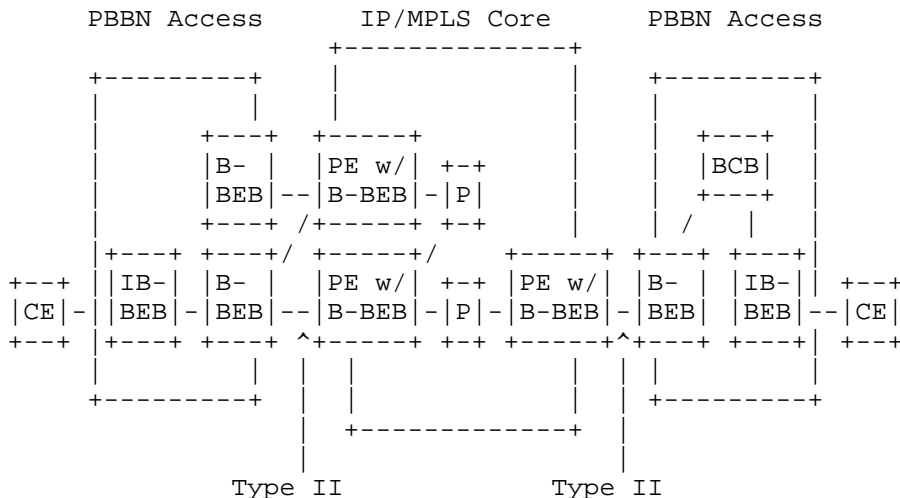 PBBN Access IP/MPLS Core PBBN Access
B- PE w/ BCB
BEB B-BEB P
IB- B- PE w/ PE w/ B- IB-
CE BEB BEB B-BEB P B-BEB BEB BEB CE
Type II Type II